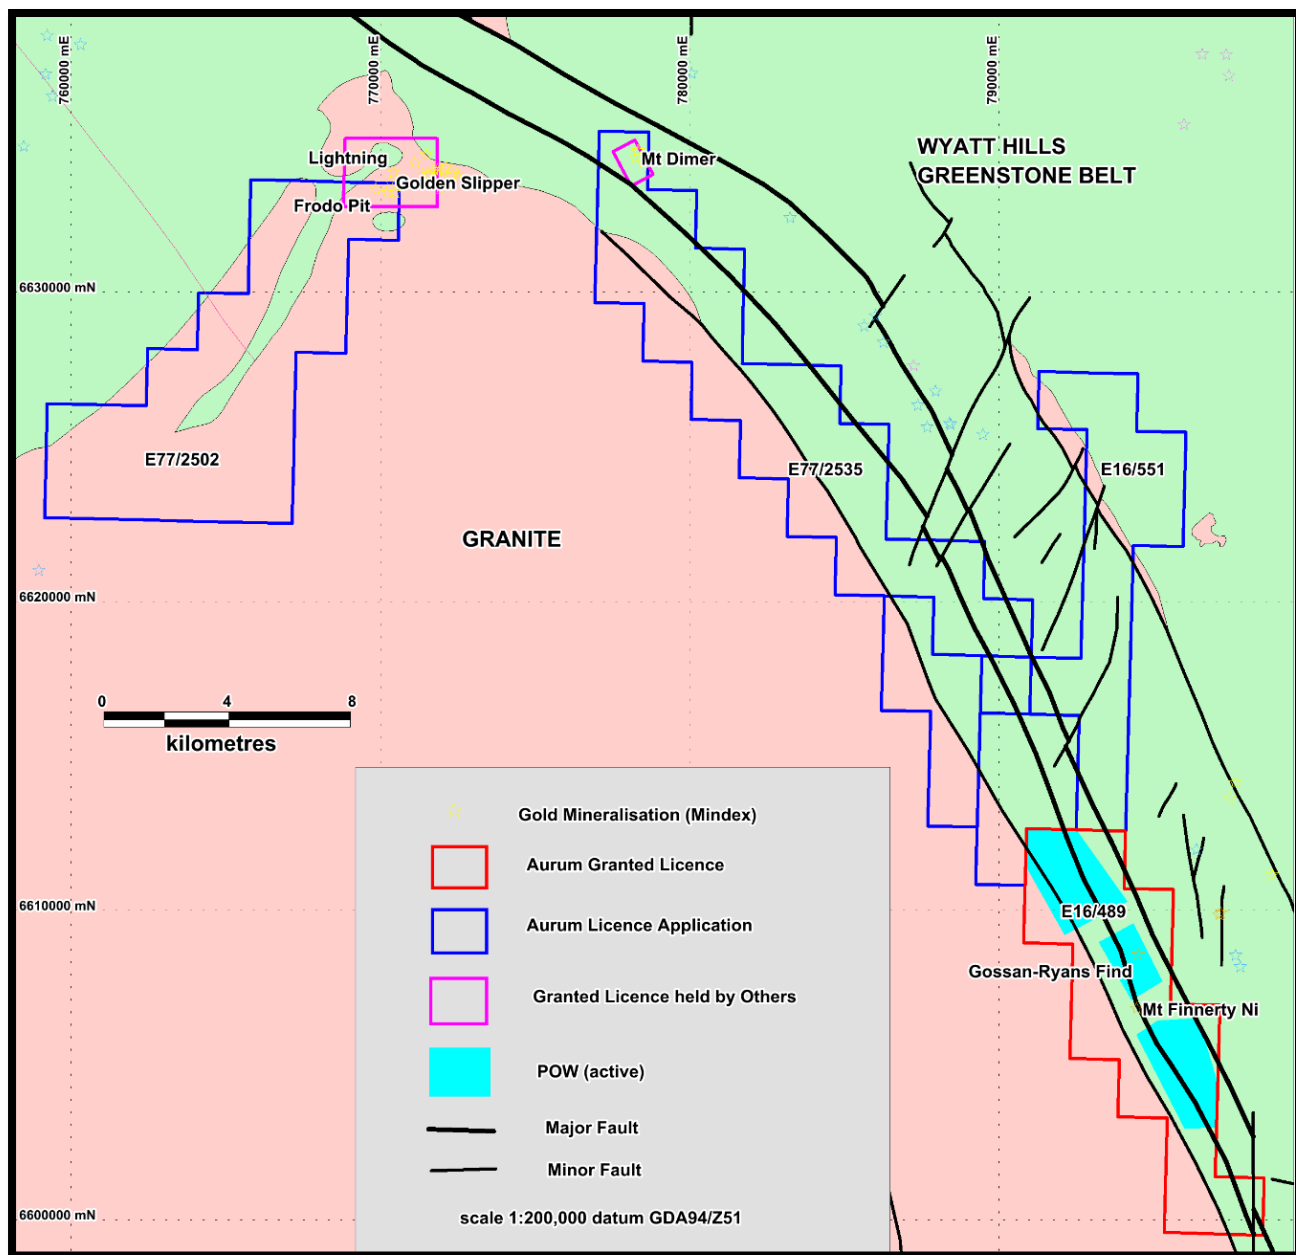 760000 mE
770000 mE
780000 mE
790000 mE
WYATT HILLS
GREENSTONE BELT
Lightning
Mt Dimer
Golden Slipper
Frodo Pit
6630000 mN
E77/2502
E77/2535
E16/551
GRANITE
6620000 mN
0 4 8
kilometres
Gold Mineralisation (Mindex)
Aurum Granted Licence
6610000 mN
E16/489
Aurum Licence Application
Gossan-Ryans Find
Granted Licence held by Others
Mt Finnerty Ni
POW (active)
Major Fault
Minor Fault
6600000 mN
scale 1:200,000 datum GDA94/Z51